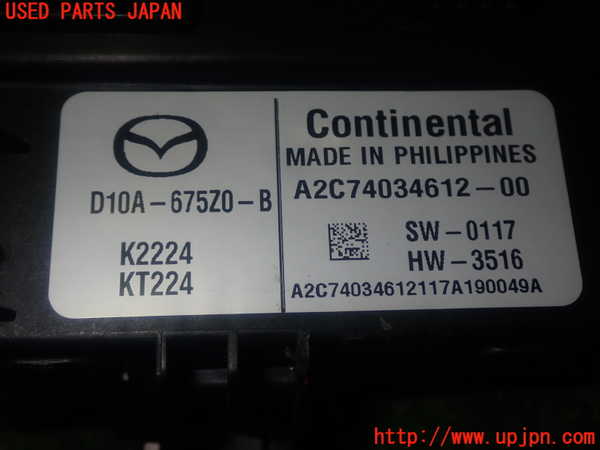 USED PARTS JAPAN
Continental
MADE IN PHILIPPINES
D10A-675Z0-B
A2C74034612-00
K2224
KT224
SW-0117
HW-3516
A2C74034612117A190049A
http://www.upjpn.com/